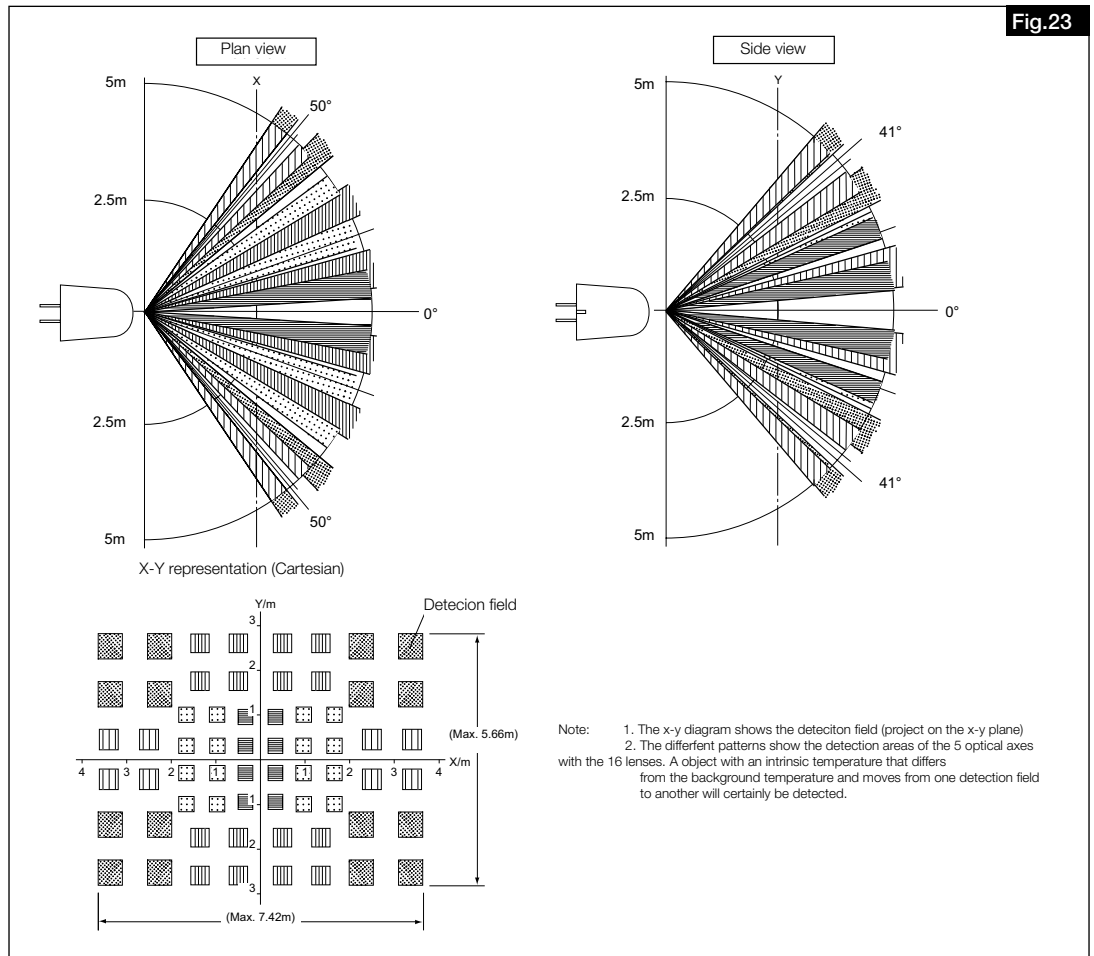 Fig.23
Plan view
Side view
5m
X
50°
2.5m
0°
2.5m
50°
5m
5m
Y
41°
2.5m
0°
2.5m
41°
5m
X-Y representation (Cartesian)
Y/m
Detecion field
3
2
1
(Max. 5.66m)
4 3 2 1 1 2 3 4
X/m
1
2
3
(Max. 7.42m)
Note: 1. The x-y diagram shows the deteciton field (project on the x-y plane)
2. The differfent patterns show the detection areas of the 5 optical axes
with the 16 lenses. A object with an intrinsic temperature that differs
from the background temperature and moves from one detection field
to another will certainly be detected.